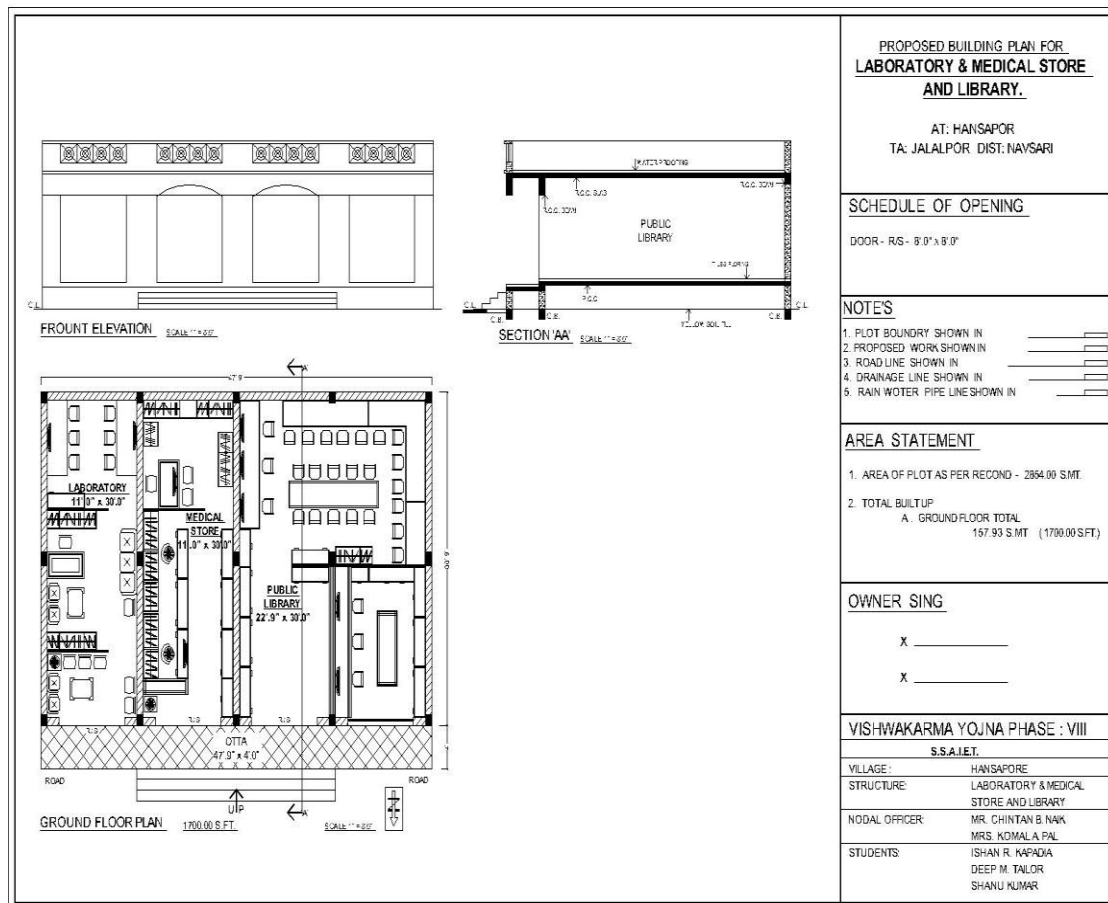 PROPOSED BUILDING PLAN FOR
LABORATORY & MEDICAL STORE
AND LIBRARY.
AT: HANSAPOR
TA: JALALPOR DIST: NAVSARI
SCHEDULE OF OPENING
DOOR - R/S - 8'.0" x 8'.0"
NOTE'S
1. PLOT BOUNDRY SHOWN IN
2. PROPOSED WORK SHOWN IN
3. ROAD LINE SHOWN IN
4. DRAINAGE LINE SHOWN IN
5. RAIN WOTER PIPE LINE SHOWN IN
AREA STATEMENT
1. AREA OF PLOT AS PER RECOND - 2854.00 S.MT.
2. TOTAL BUILTUP
A. GROUND FLOOR TOTAL
157.93 S.MT (1700.00 S.FT.)
OWNER SING
X
X
VISHWAKARMA YOJNA PHASE : VIII
S.S.A.I.E.T.
VILLAGE : HANSAPORE
STRUCTURE: LABORATORY & MEDICAL
STORE AND LIBRARY
NODAL OFFICER: MR. CHINTAN B. NAIK
MRS. KOMAL A. PAL
STUDENTS: ISHAN R. KAPADIA
DEEP M. TAILOR
SHANU KUMAR
FROUNT ELEVATION
G.L.
WATER PROOFING
R.C.C. SLAB
PUBLIC
LIBRARY
P.C.C
SECTION 'AA'
A'
47'.9"
LABORATORY
11'.0" x 30'.0"
MEDICAL
STORE
11'.0" x 30'.0"
PUBLIC
LIBRARY
22'.9" x 30'.0"
R/S
R/S
R/S
OTTA
47'.9" x 4'.0"
ROAD
ROAD
UP
A'
GROUND FLOOR PLAN 1700.00 S.FT.